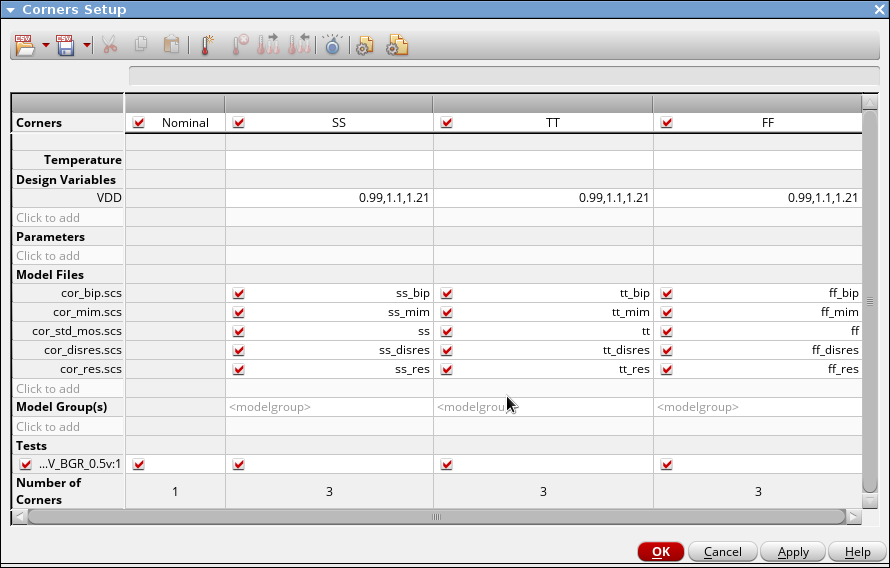 Corners Setup
Corners Nominal SS TT FF
Temperature
Design Variables
VDD 0.99,1.1,1.21 0.99,1.1,1.21 0.99,1.1,1.21
Click to add
Parameters
Click to add
Model Files
cor_bip.scs ss_bip tt_bip ff_bip
cor_mim.scs ss_mim tt_mim ff_mim
cor_std_mos.scs ss tt ff
cor_disres.scs ss_disres tt_disres ff_disres
cor_res.scs ss_res tt_res ff_res
Click to add
Model Group(s) <modelgroup> <modelgroup> <modelgroup>
Click to add
Tests
...V_BGR_0.5v:1
Number of
Corners 1 3 3 3
OK Cancel Apply Help